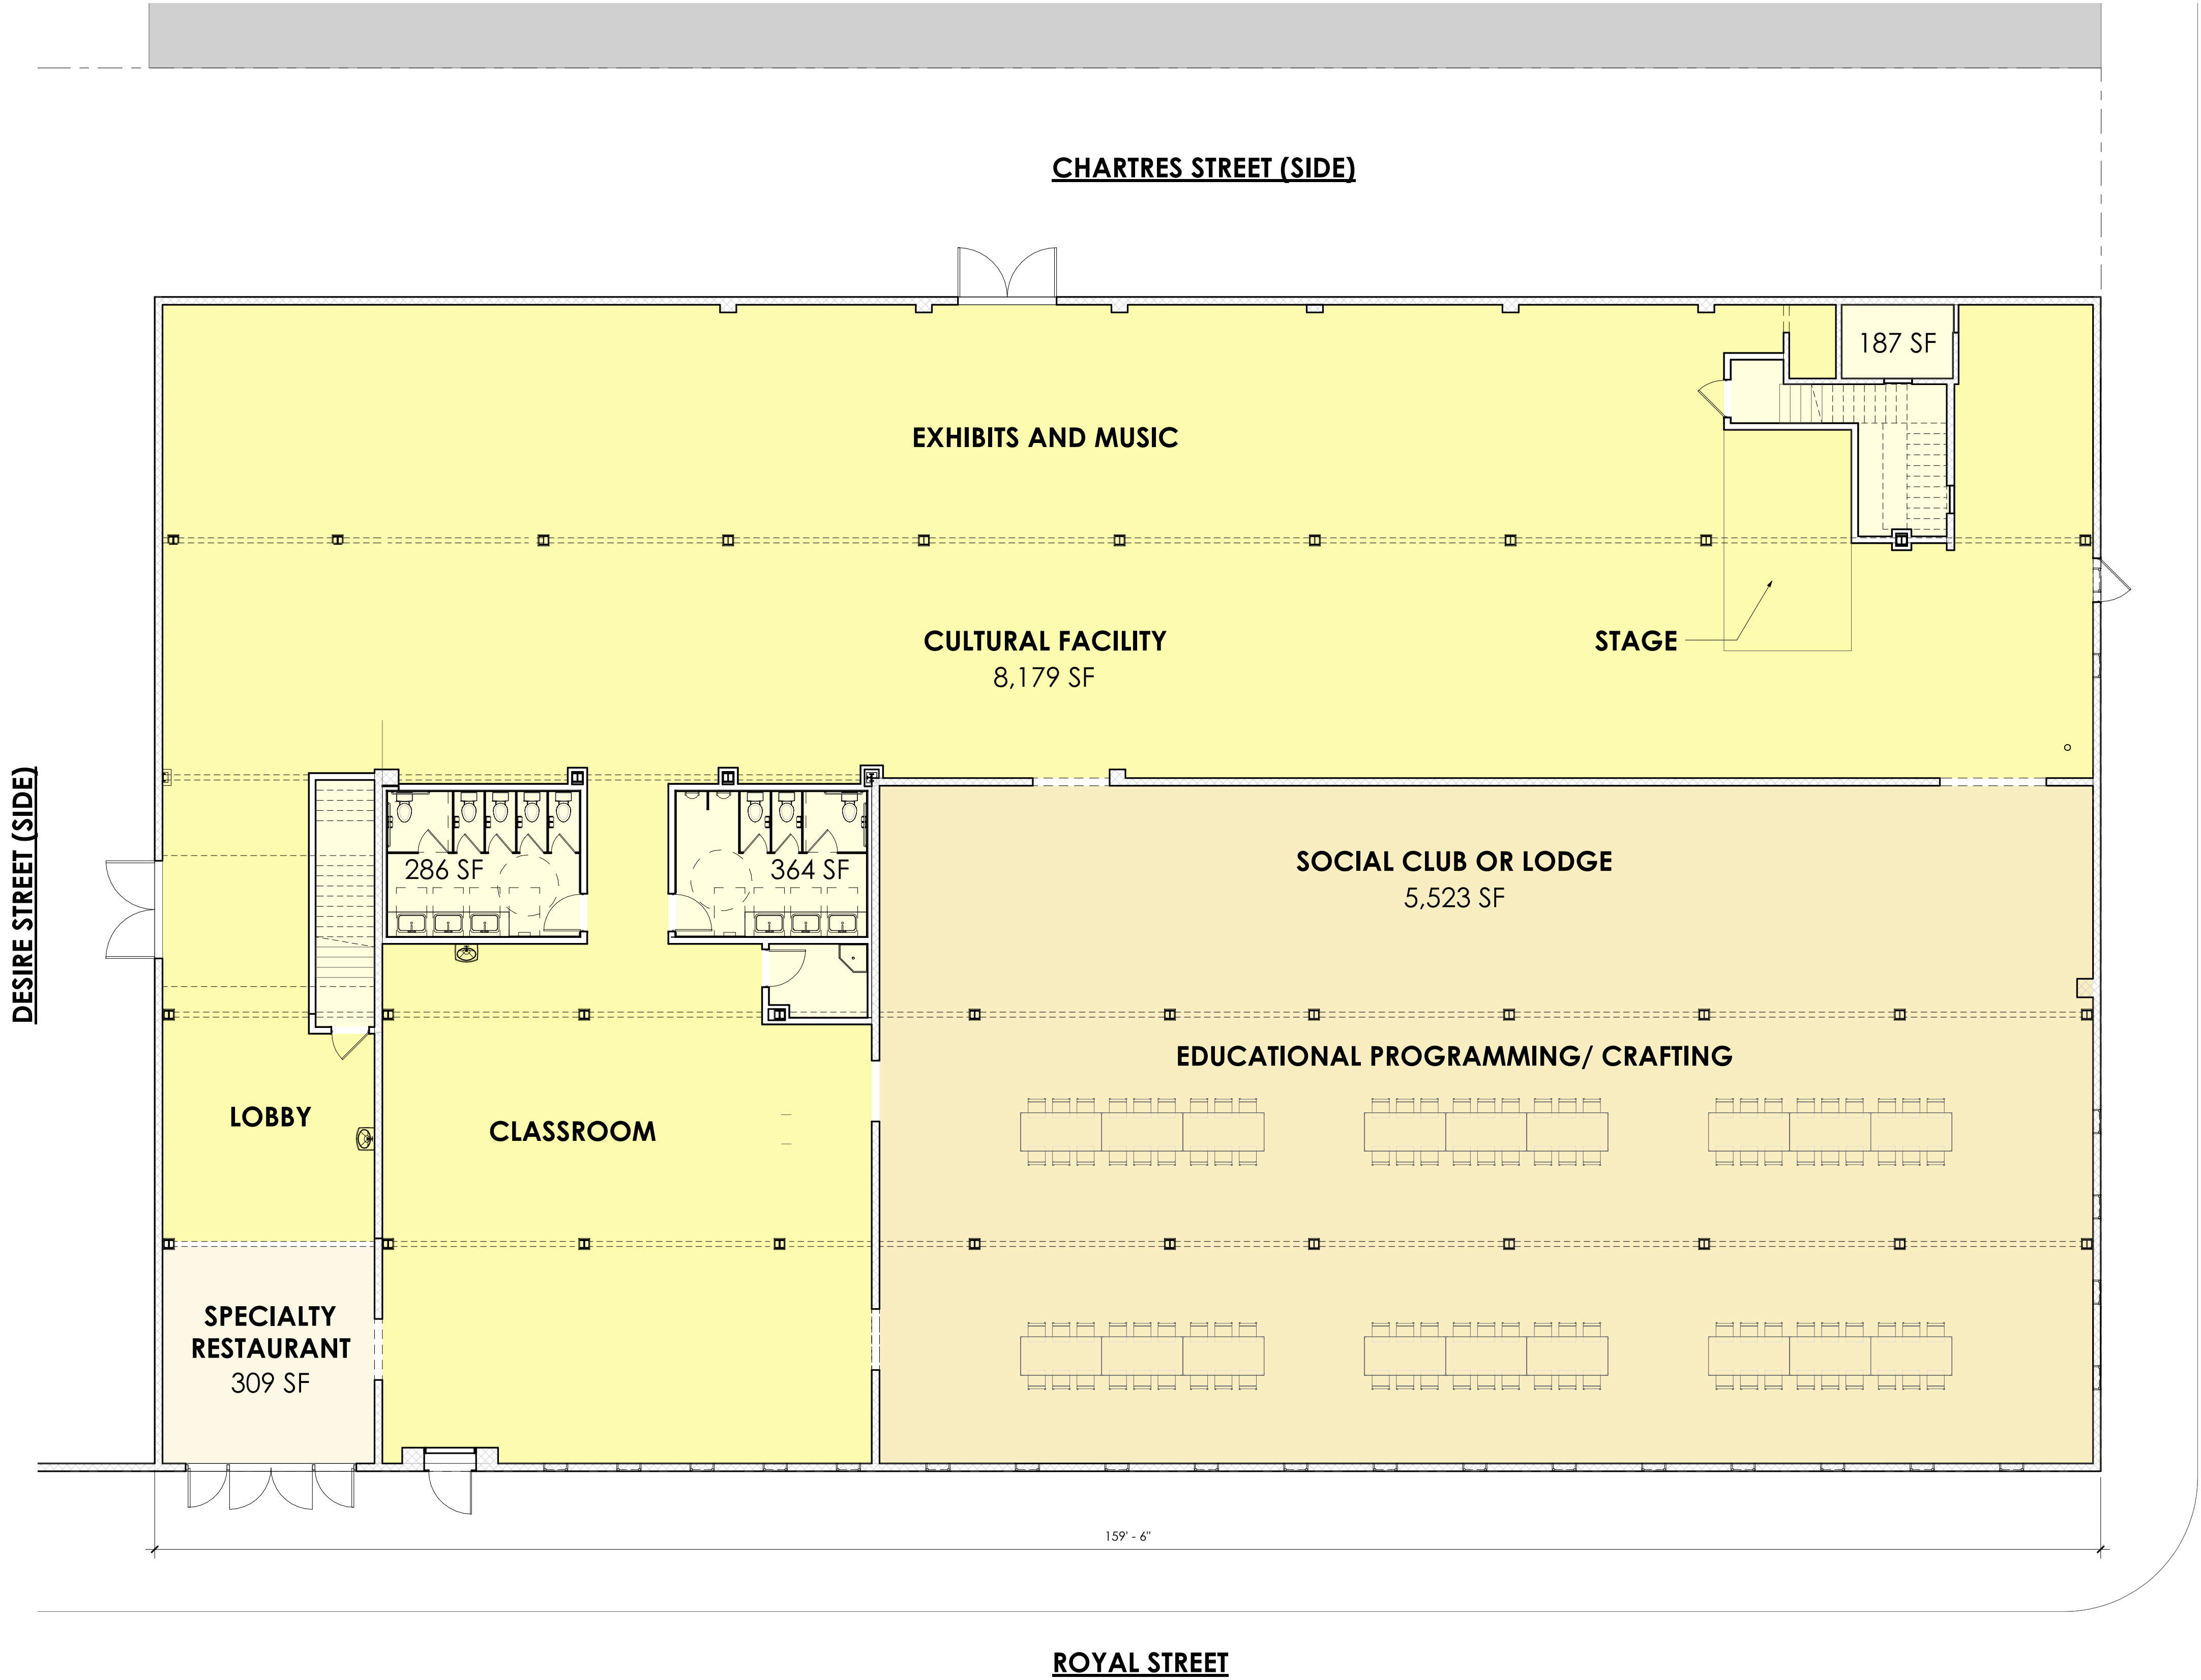 CHARTRES STREET (SIDE)
187 SF
EXHIBITS AND MUSIC
CULTURAL FACILITY
8,179 SF
STAGE
DESIRE STREET (SIDE)
286 SF
364 SF
SOCIAL CLUB OR LODGE
5,523 SF
EDUCATIONAL PROGRAMMING/ CRAFTING
LOBBY
CLASSROOM
SPECIALTY
RESTAURANT
309 SF
159' - 6"
ROYAL STREET